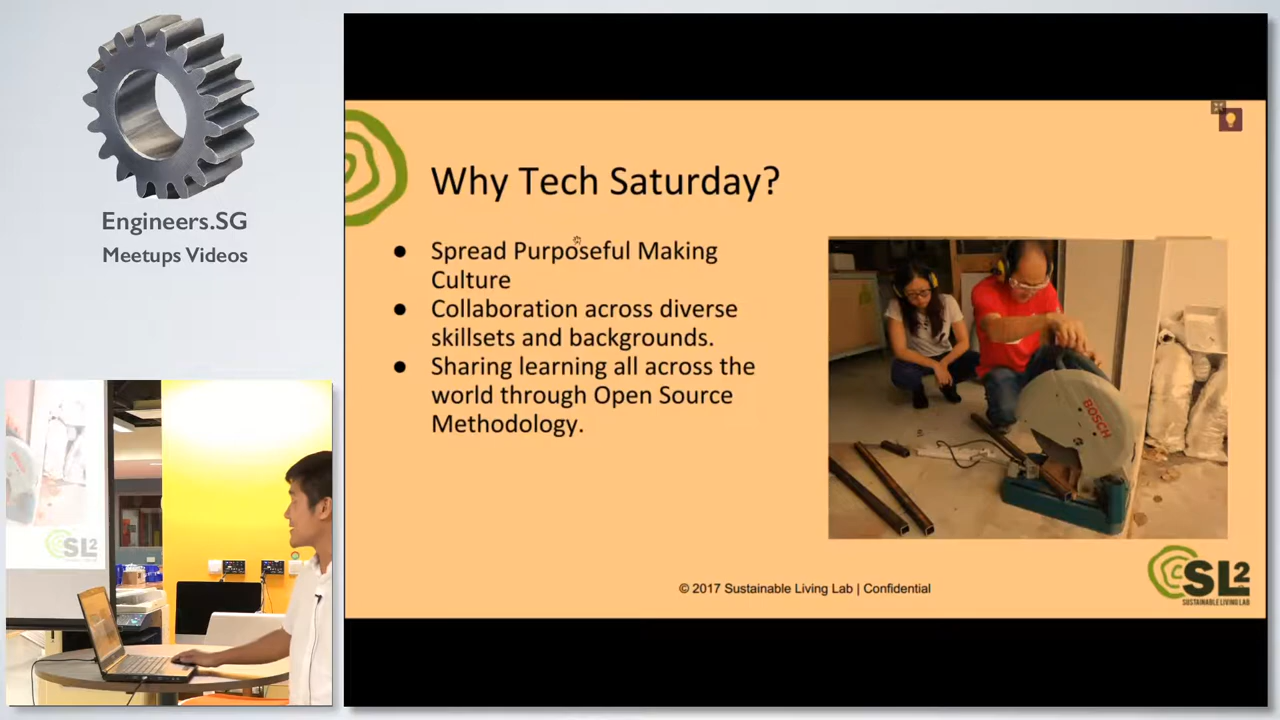 Engineers.SG
Meetups Videos
Why Tech Saturday?
● Spread Purposeful Making
Culture
● Collaboration across diverse
skillsets and backgrounds.
● Sharing learning all across the
world through Open Source
Methodology.
BOSCH
© 2017 Sustainable Living Lab | Confidential
SL2
SUSTAINABLE LIVING LAB
SL2